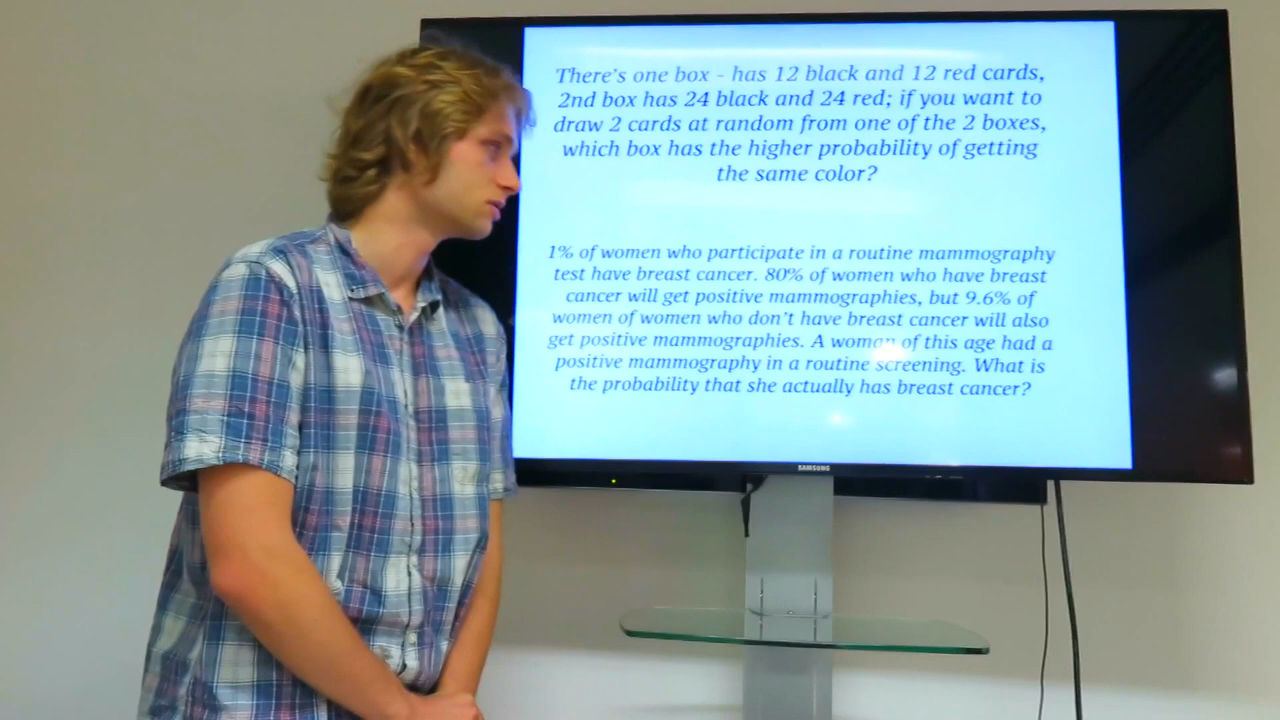 There's one box - has 12 black and 12 red cards,
2nd box has 24 black and 24 red; if you want to
draw 2 cards at random from one of the 2 boxes,
which box has the higher probability of getting
the same color?
1% of women who participate in a routine mammography
test have breast cancer. 80% of women who have breast
cancer will get positive mammographies, but 9.6% of
women of women who don't have breast cancer will also
get positive mammographies. A woman of this age had a
positive mammography in a routine screening. What is
the probability that she actually has breast cancer?
SAMSUNG